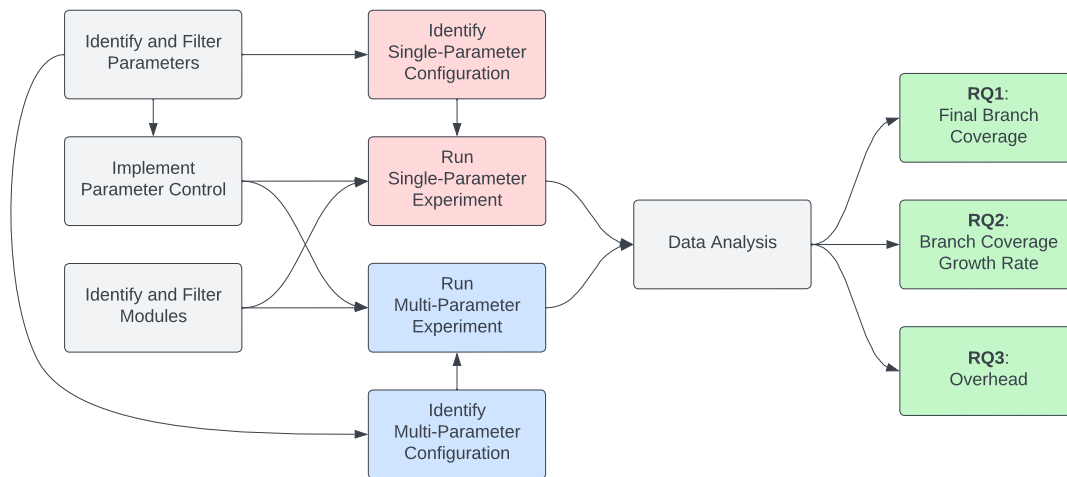 Identify and Filter
Parameters
Identify
Single-Parameter
Configuration
Implement
Parameter Control
Run
Single-Parameter
Experiment
Identify and Filter
Modules
Run
Multi-Parameter
Experiment
Identify
Multi-Parameter
Configuration
Data Analysis
RQ1:
Final Branch
Coverage
RQ2:
Branch Coverage
Growth Rate
RQ3:
Overhead